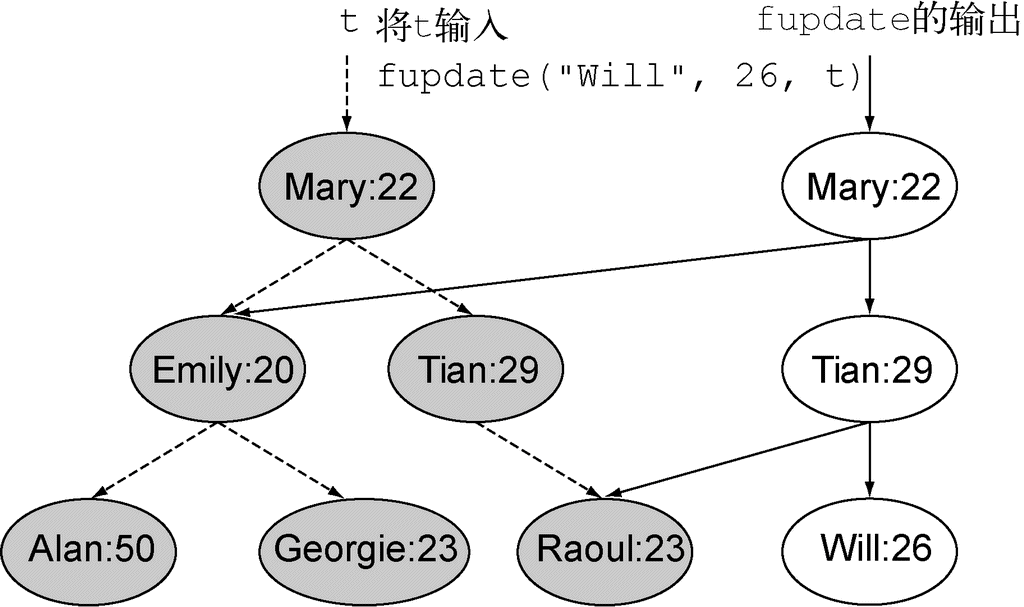 t 将t输入
fupdate的输出
fupdate("Will", 26, t)
Mary:22
Mary:22
Emily:20
Tian:29
Tian:29
Alan:50
Georgie:23
Raoul:23
Will:26